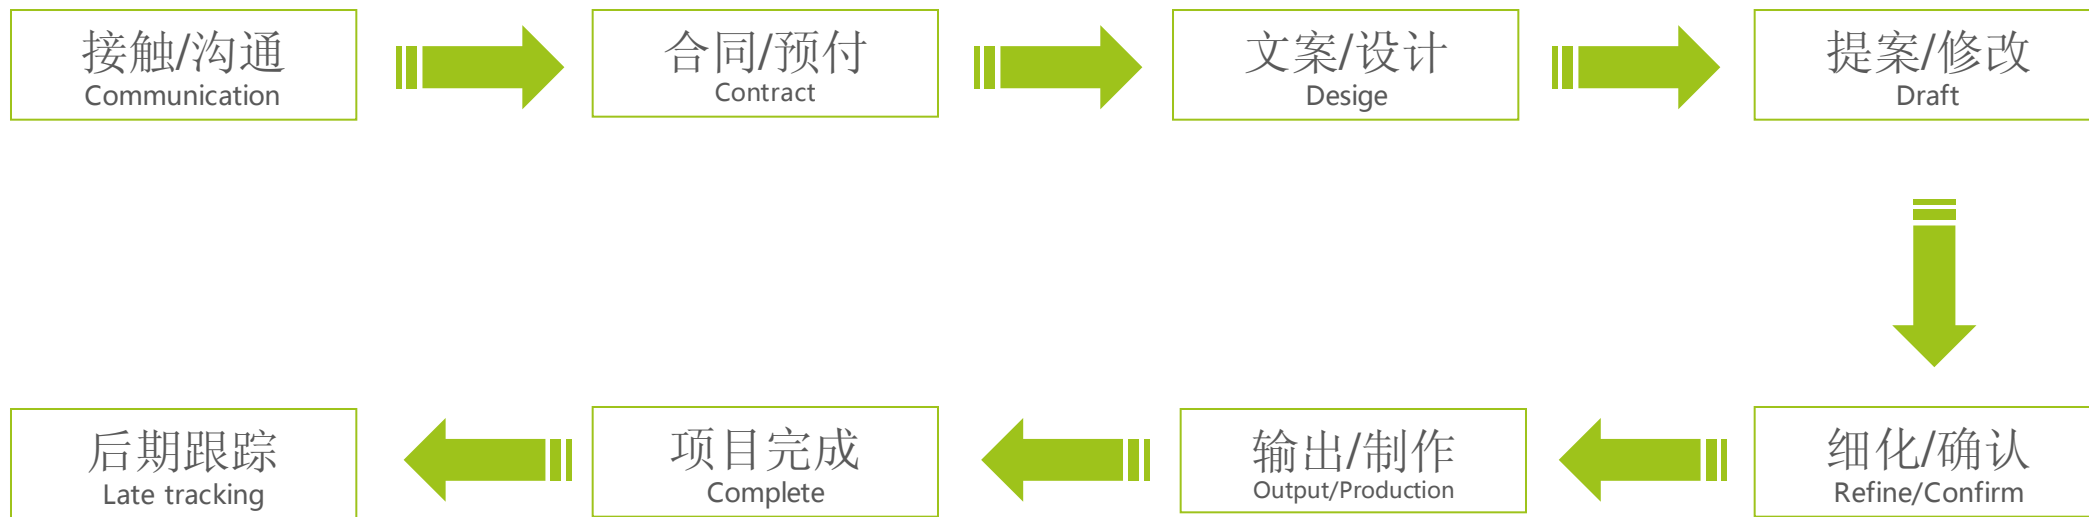 接触/沟通
Communication
合同/预付
Contract
文案/设计
Desige
提案/修改
Draft
细化/确认
Refine/Confirm
输出/制作
Output/Production
项目完成
Complete
后期跟踪
Late tracking